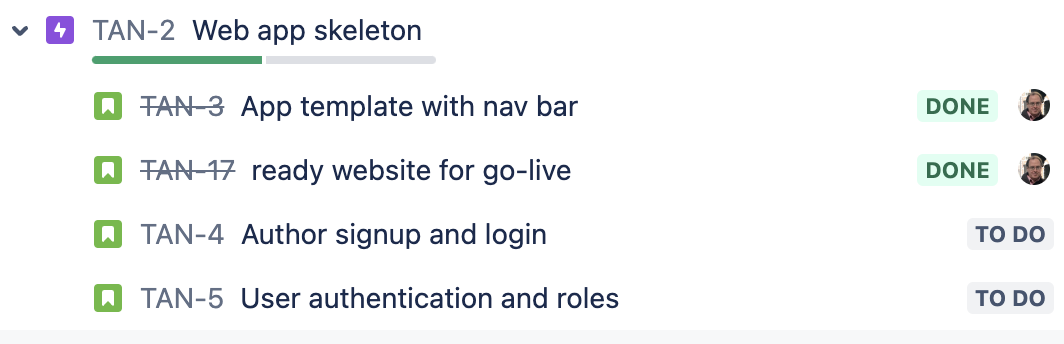 TAN-2 Web app skeleton
TAN-3 App template with nav bar DONE
TAN-17 ready website for go-live DONE
TAN-4 Author signup and login TO DO
TAN-5 User authentication and roles TO DO